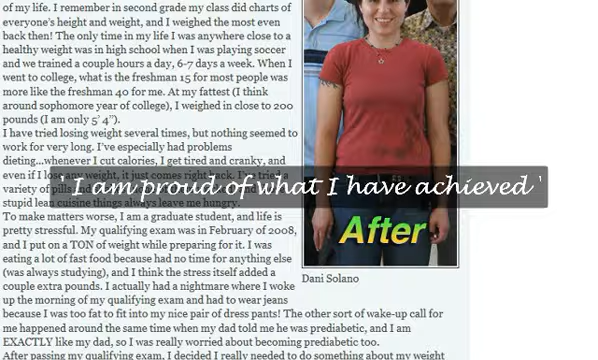 of my life. I remember in second grade my class did charts of
everyone's height and weight, and I weighed the most even
back then! The only time in my life I was anywhere close to a
healthy weight was in high school when I was playing soccer
and we trained a couple hours a day, 6-7 days a week. When I
went to college, what is the freshman 15 for most people was
more like the freshman 40 for me. At my fattest (I think
around sophomore year of college), I weighed in close to 200
pounds (I am only 5' 4").
I have tried losing weight several times, but nothing seemed to
work for very long. I've especially had problems
dieting...whenever I cut calories, I get tired and cranky, and
even if I lose weight, it just comes right back. I've tried a
variety of pills and
stupid lean cuisine things always leave me hungry.
' I am proud of what I have achieved '
To make matters worse, I am a graduate student, and life is
pretty stressful. My qualifying exam was in February of 2008,
and I put on a TON of weight while preparing for it. I was
eating a lot of fast food because had no time for anything else
(was always studying), and I think the stress itself added a
couple extra pounds. I actually had a nightmare where I woke
up the morning of my qualifying exam and had to wear jeans
because I was too fat to fit into my nice pair of dress pants! The other sort of wake-up call for
me happened around the same time when my dad told me he was prediabetic, and I am
EXACTLY like my dad, so I was really worried about becoming prediabetic too.
After passing my qualifying exam, I decided I really needed to do something about my weight
After
Dani Solano